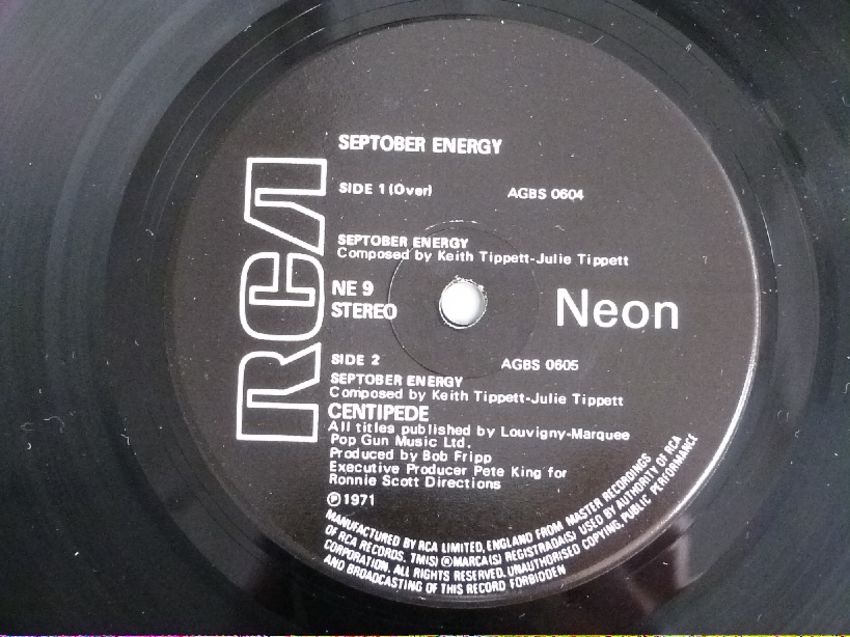 SEPTOBER ENERGY
SIDE 1 (Over) AGBS 0604
SEPTOBER ENERGY
Composed by Keith Tippett-Julie Tippett
RCA
NE 9
STEREO
Neon
SIDE 2 AGBS 0605
SEPTOBER ENERGY
Composed by Keith Tippett-Julie Tippett
CENTIPEDE
All titles published by Louvigny-Marquee
Pop Gun Music Ltd.
Produced by Bob Fripp
Executive Producer Pete King for
Ronnie Scott Directions
℗ 1971
MANUFACTURED BY RCA LIMITED, ENGLAND FROM MASTER RECORDINGS
OF RCA RECORDS. TM(S) ® MARCA(S) REGISTRADA(S) USED BY AUTHORITY OF RCA
CORPORATION. ALL RIGHTS RESERVED. UNAUTHORISED COPYING, PUBLIC PERFORMANCE
AND BROADCASTING OF THIS RECORD FORBIDDEN